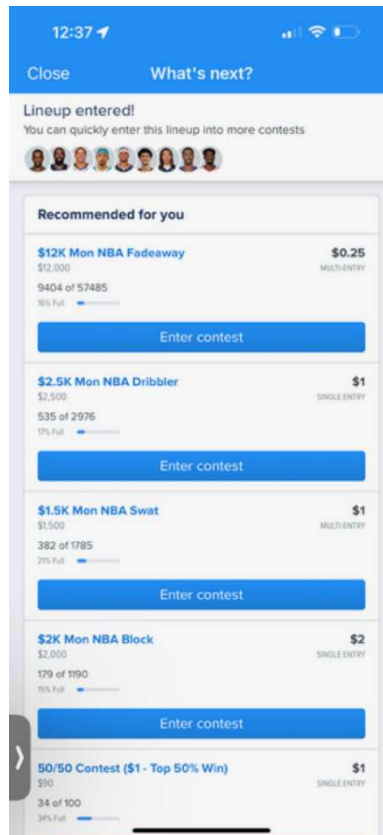 12:37
Close
What's next?
Lineup entered!
You can quickly enter this lineup into more contests
Recommended for you
$12K Mon NBA Fadeaway
$0.25
$12,000
MULTI-ENTRY
9404 of 57485
16% Full
Enter contest
$2.5K Mon NBA Dribbler
$1
$2,500
SINGLE ENTRY
535 of 2976
17% Full
Enter contest
$1.5K Mon NBA Swat
$1
$1,500
MULTI-ENTRY
382 of 1785
21% Full
Enter contest
$2K Mon NBA Block
$2
$2,000
SINGLE ENTRY
179 of 1190
15% Full
Enter contest
50/50 Contest ($1 - Top 50% Win)
$1
$90
SINGLE ENTRY
34 of 100
34% Full